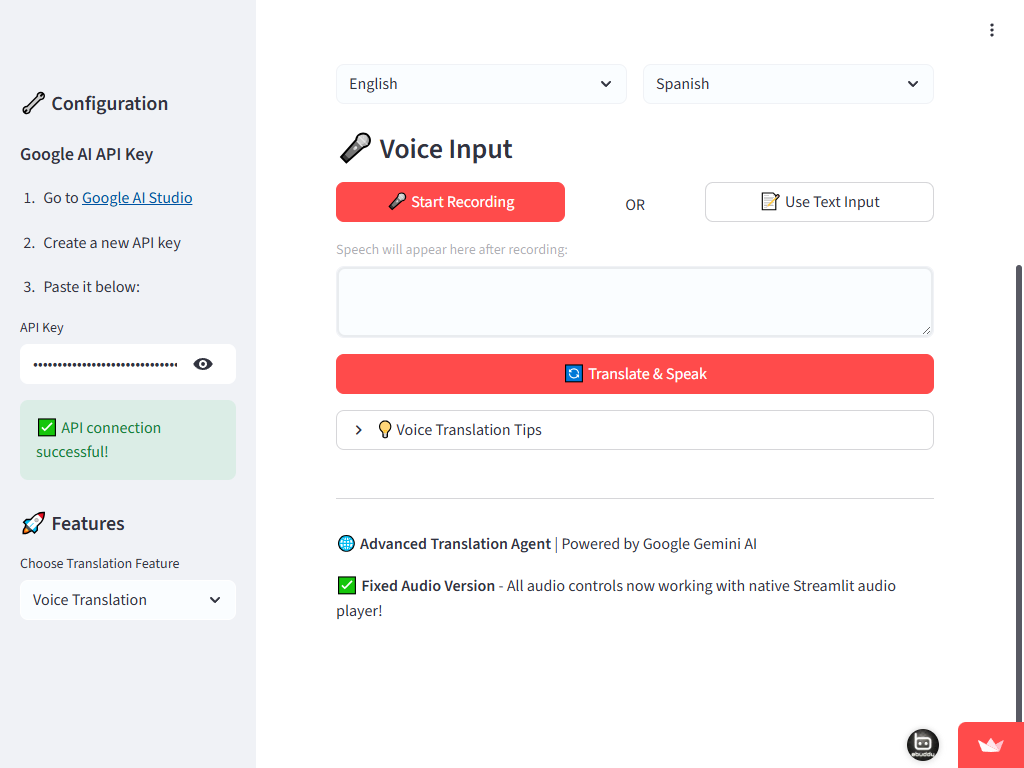 🔧 Configuration
Google AI API Key
1. Go to Google AI Studio
2. Create a new API key
3. Paste it below:
API Key
••••••••••••••••••••••••••••••
✅ API connection
successful!
🚀 Features
Choose Translation Feature
Voice Translation
English
Spanish
🎤 Voice Input
🎤 Start Recording
OR
📝 Use Text Input
Speech will appear here after recording:
🔄 Translate & Speak
💡 Voice Translation Tips
🌐 Advanced Translation Agent | Powered by Google Gemini AI
✅ Fixed Audio Version - All audio controls now working with native Streamlit audio
player!